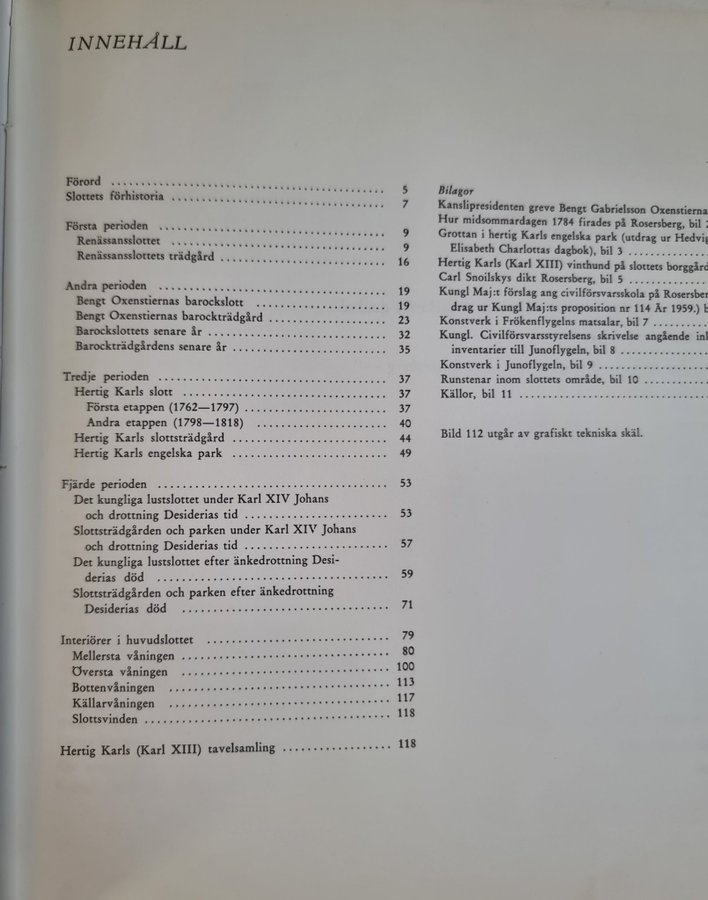 INNEHÅLL
Förord ........................................ 5
Slottets förhistoria ................................ 7
Första perioden .................................. 9
Renässansslottet ................................ 9
Renässansslottets trädgård ......................... 16
Andra perioden .................................. 19
Bengt Oxenstiernas barockslott ................... 19
Bengt Oxenstiernas barockträdgård ................. 23
Barockslottets senare år ........................... 32
Barockträdgårdens senare år ....................... 35
Tredje perioden .................................. 37
Hertig Karls slott ................................ 37
Första etappen (1762—1797) ..................... 37
Andra etappen (1798—1818) ................... 40
Hertig Karls slottsträdgård ....................... 44
Hertig Karls engelska park ....................... 49
Fjärde perioden .................................. 53
Det kungliga lustslottet under Karl XIV Johans
och drottning Desiderias tid ..................... 53
Slottsträdgården och parken under Karl XIV Johans
och drottning Desiderias tid ..................... 57
Det kungliga lustslottet efter änkedrottning Desi-
derias död .................................. 59
Slottsträdgården och parken efter änkedrottning
Desiderias död .............................. 71
Interiörer i huvudslottet ........................... 79
Mellersta våningen .............................. 80
Översta våningen .............................. 100
Bottenvåningen ................................ 113
Källarvåningen ................................ 117
Slottsvinden .................................... 118
Hertig Karls (Karl XIII) tavelsamling ................ 118
Bilagor
Kanslipresidenten greve Bengt Gabrielsson Oxenstierna
Hur midsommardagen 1784 firades på Rosersberg, bil
Grottan i hertig Karls engelska park (utdrag ur Hedvig
Elisabeth Charlottas dagbok), bil 3 ............
Hertig Karls (Karl XIII) vinthund på slottets borggård
Carl Snoilskys dikt Rosersberg, bil 5 ............
Kungl Maj:t förslag ang civilförsvarsskola på Rosersber
drag ur Kungl Maj:ts proposition nr 114 År 1959.)
Konstverk i Frökenflygelns matsalar, bil 7 ........
Kungl. Civilförsvarsstyrelsens skrivelse angående
inventarier till Junoflygeln, bil 8 ............
Konstverk i Junoflygeln, bil 9 ................
Runstenar inom slottets område, bil 10 ..........
Källor, bil 11 ............................
Bild 112 utgår av grafiskt tekniska skäl.